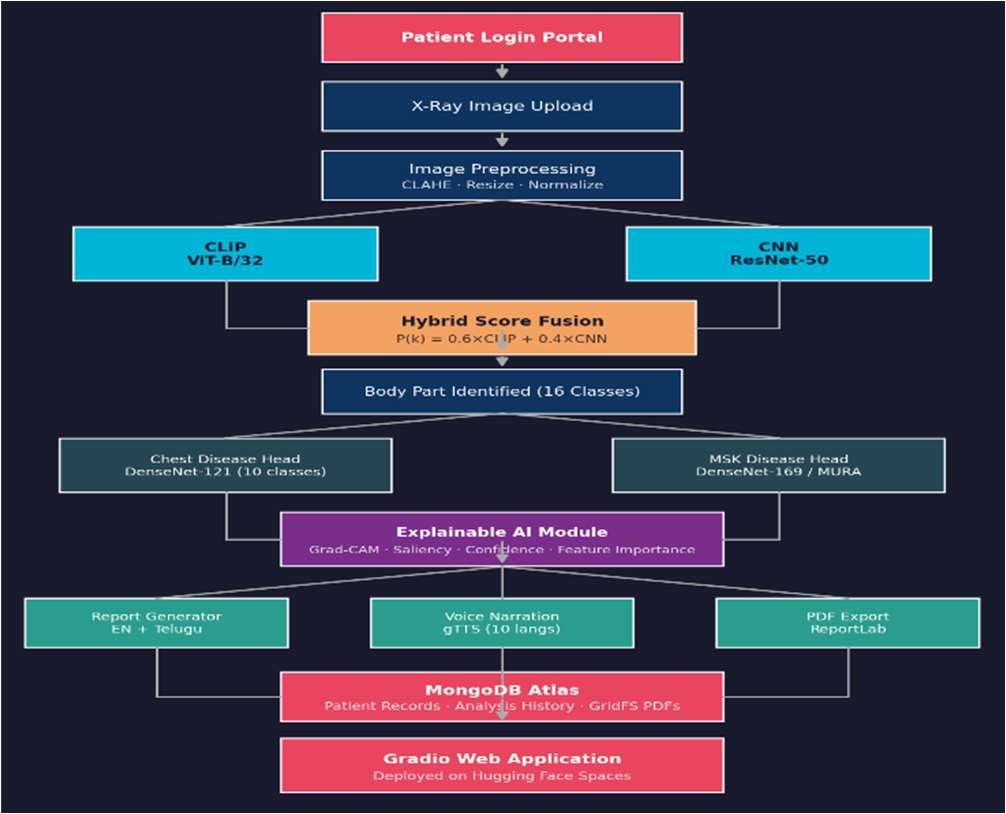 Patient Login Portal
X-Ray Image Upload
Image Preprocessing
CLAHE · Resize · Normalize
CLIP
ViT-B/32
CNN
ResNet-50
Hybrid Score Fusion
P(k) = 0.6×CLIP + 0.4×CNN
Body Part Identified (16 Classes)
Chest Disease Head
DenseNet-121 (10 classes)
MSK Disease Head
DenseNet-169 / MURA
Explainable AI Module
Grad-CAM · Saliency · Confidence · Feature Importance
Report Generator
EN + Telugu
Voice Narration
gTTS (10 langs)
PDF Export
ReportLab
MongoDB Atlas
Patient Records · Analysis History · GridFS PDFs
Gradio Web Application
Deployed on Hugging Face Spaces